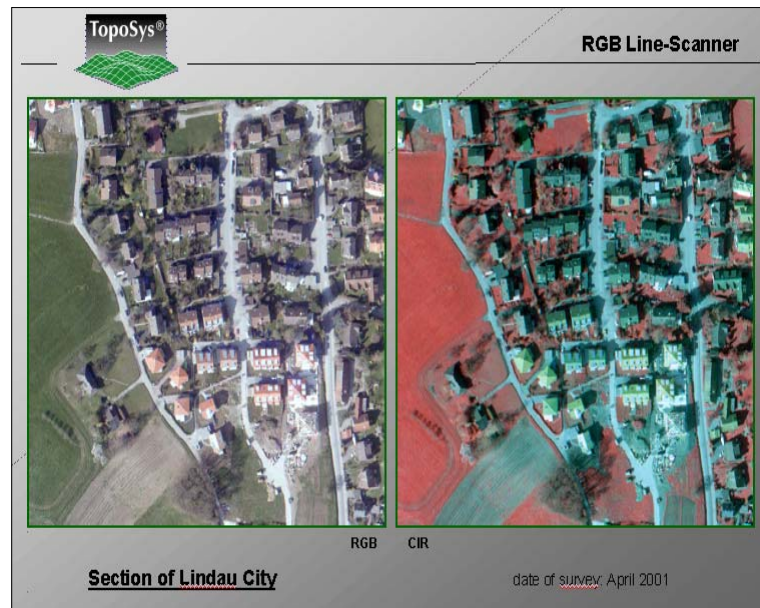 TopoSys®
RGB Line-Scanner
RGB
CIR
Section of Lindau City
date of survey: April 2001